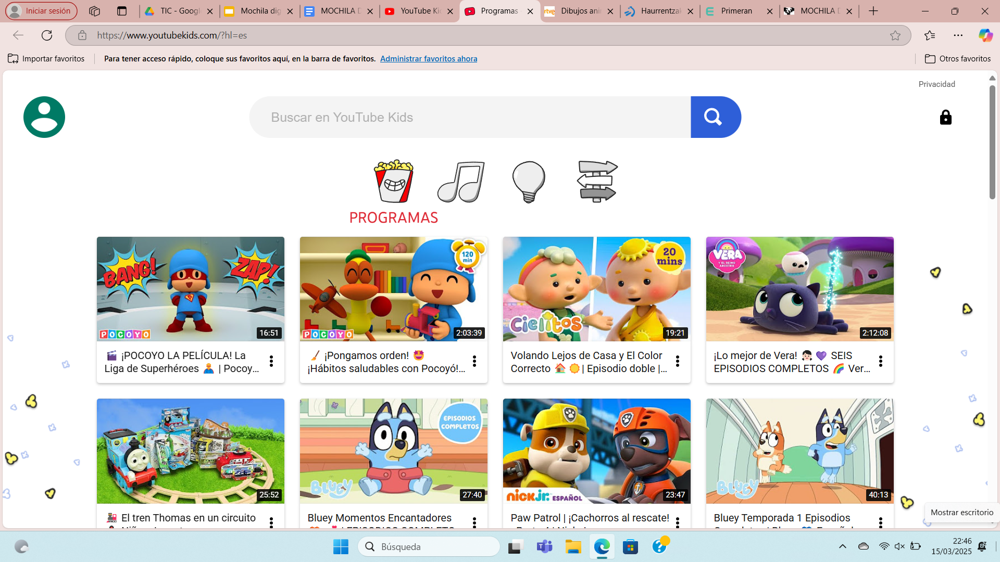 Iniciar sesión
TIC - Googl
Mochila dig
MOCHILA D
YouTube Ki
Programas -
rtve
Dibujos ani
Haurrentzak
Primeran
MOCHILA D
https://www.youtubekids.com/?hl=es
Importar favoritos
Para tener acceso rápido, coloque sus favoritos aquí, en la barra de favoritos. Administrar favoritos ahora
Otros favoritos
Privacidad
Buscar en YouTube Kids
PROGRAMAS
BANG!
ZAP!
POCOYO
16:51
120
min
POCOYO
2:03:39
20
mins
Cielitos
19:21
VERA
Y EL REINO
ARCOÍRIS
2:12:08
🎬 ¡POCOYO LA PELÍCULA! La
Liga de Superhéroes 🦸 | Pocoy...
🧹 ¡Pongamos orden! 🤩
¡Hábitos saludables con Pocoyó!...
Volando Lejos de Casa y El Color
Correcto 🏠 🌞 | Episodio doble |...
¡Lo mejor de Vera! 👧🏻 💜 SEIS
EPISODIOS COMPLETOS 🌈 Ver...
25:52
EPISODIOS
COMPLETOS
BLUEY
27:40
nick jr. ESPAÑOL
23:47
BLUEY
40:13
🚂 El tren Thomas en un circuito
Bluey Momentos Encantadores
Paw Patrol | ¡Cachorros al rescate!
Bluey Temporada 1 Episodios
Mostrar escritorio
Búsqueda
22:46
15/03/2025